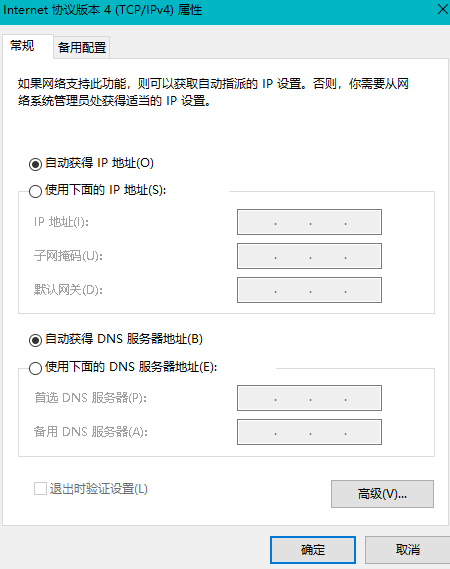 Internet 协议版本 4 (TCP/IPv4) 属性
常规 备用配置
如果网络支持此功能，则可以获取自动指派的 IP 设置。否则，你需要从网
络系统管理员处获得适当的 IP 设置。
自动获得 IP 地址(O)
使用下面的 IP 地址(S):
IP 地址(I):
子网掩码(U):
默认网关(D):
自动获得 DNS 服务器地址(B)
使用下面的 DNS 服务器地址(E):
首选 DNS 服务器(P):
备用 DNS 服务器(A):
退出时验证设置(L)
高级(V)...
确定 取消